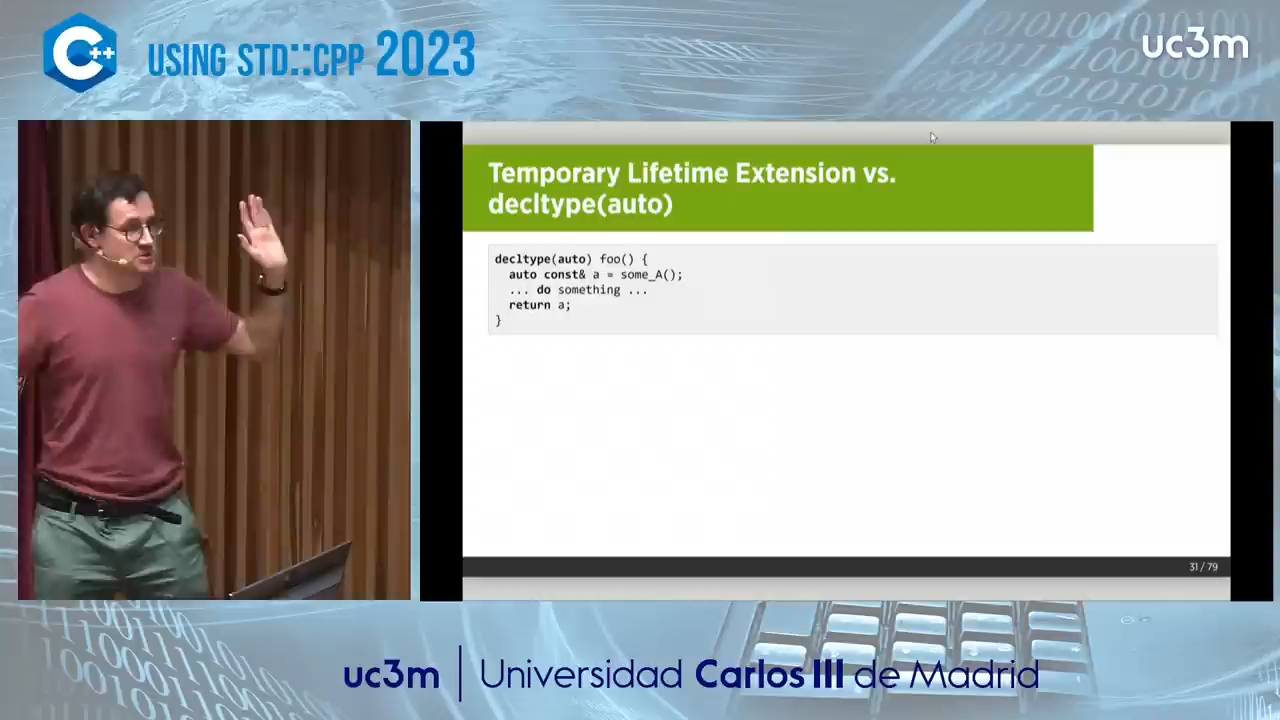 C++
USING STD::CPP 2023
uc3m
Temporary Lifetime Extension vs.
decltype(auto)
decltype(auto) foo() {
auto const& a = some_A();
... do something ...
return a;
}
31 / 79
uc3m | Universidad Carlos III de Madrid